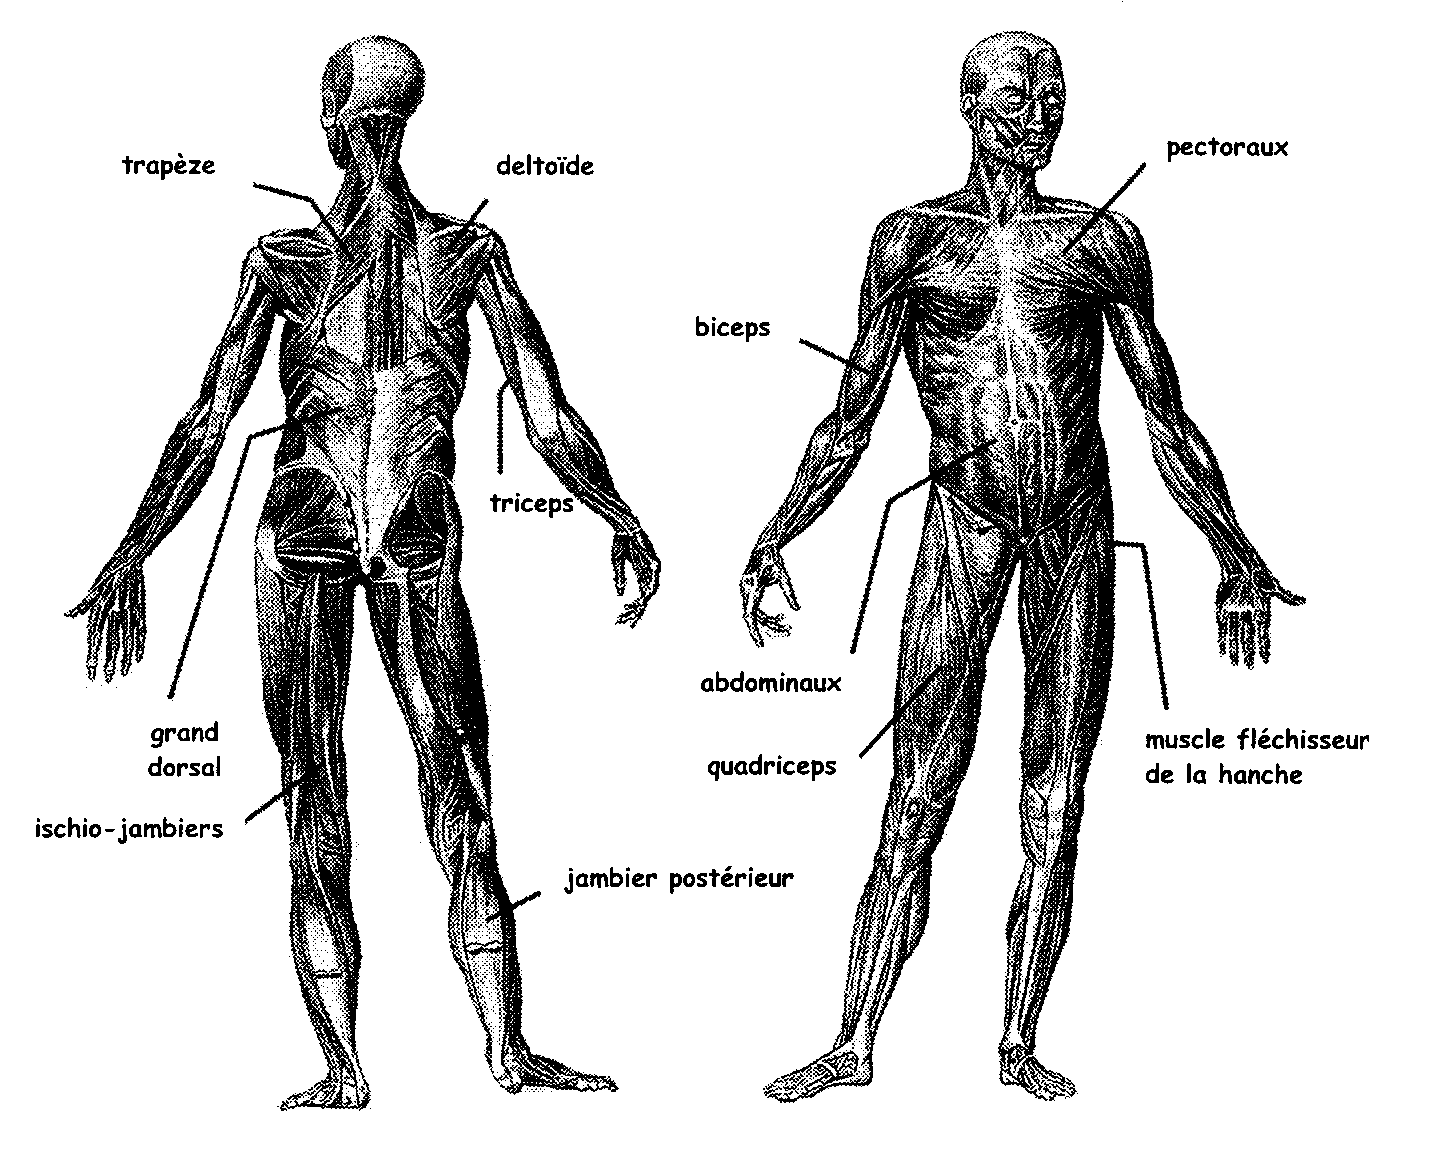 trapèze
deltoïde
triceps
grand
dorsal
ischio-jambiers
jambier postérieur
pectoraux
biceps
abdominaux
quadriceps
muscle fléchisseur
de la hanche